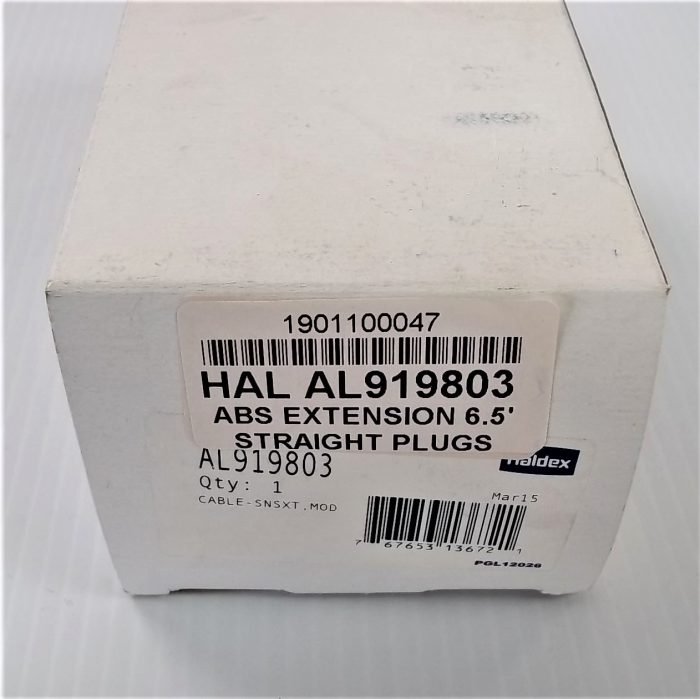 1901100047
HAL AL919803
ABS EXTENSION 6.5'
STRAIGHT PLUGS
AL919803
Haldex
Qty: 1
Mar15
CABLE-SNSXT,MOD
7 67653 13672 1
PGL12026